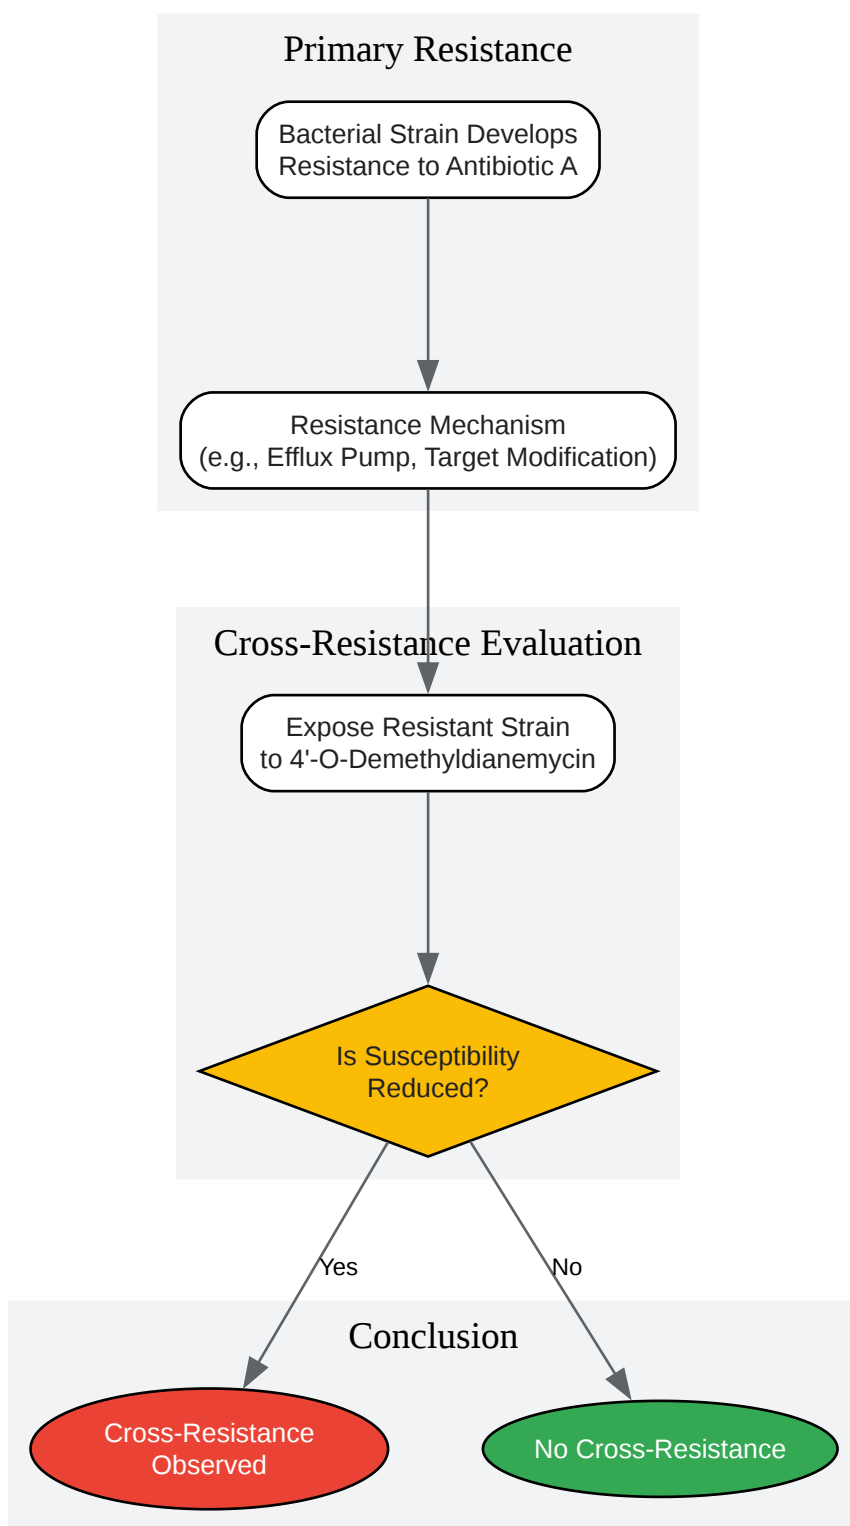 Primary Resistance
Bacterial Strain Develops
Resistance to Antibiotic A
Resistance Mechanism
(e.g., Efflux Pump, Target Modification)
Cross-Resistance Evaluation
Expose Resistant Strain
to 4'-O-Demethyldianemycin
Is Susceptibility
Reduced?
Yes
No
Conclusion
Cross-Resistance
Observed
No Cross-Resistance